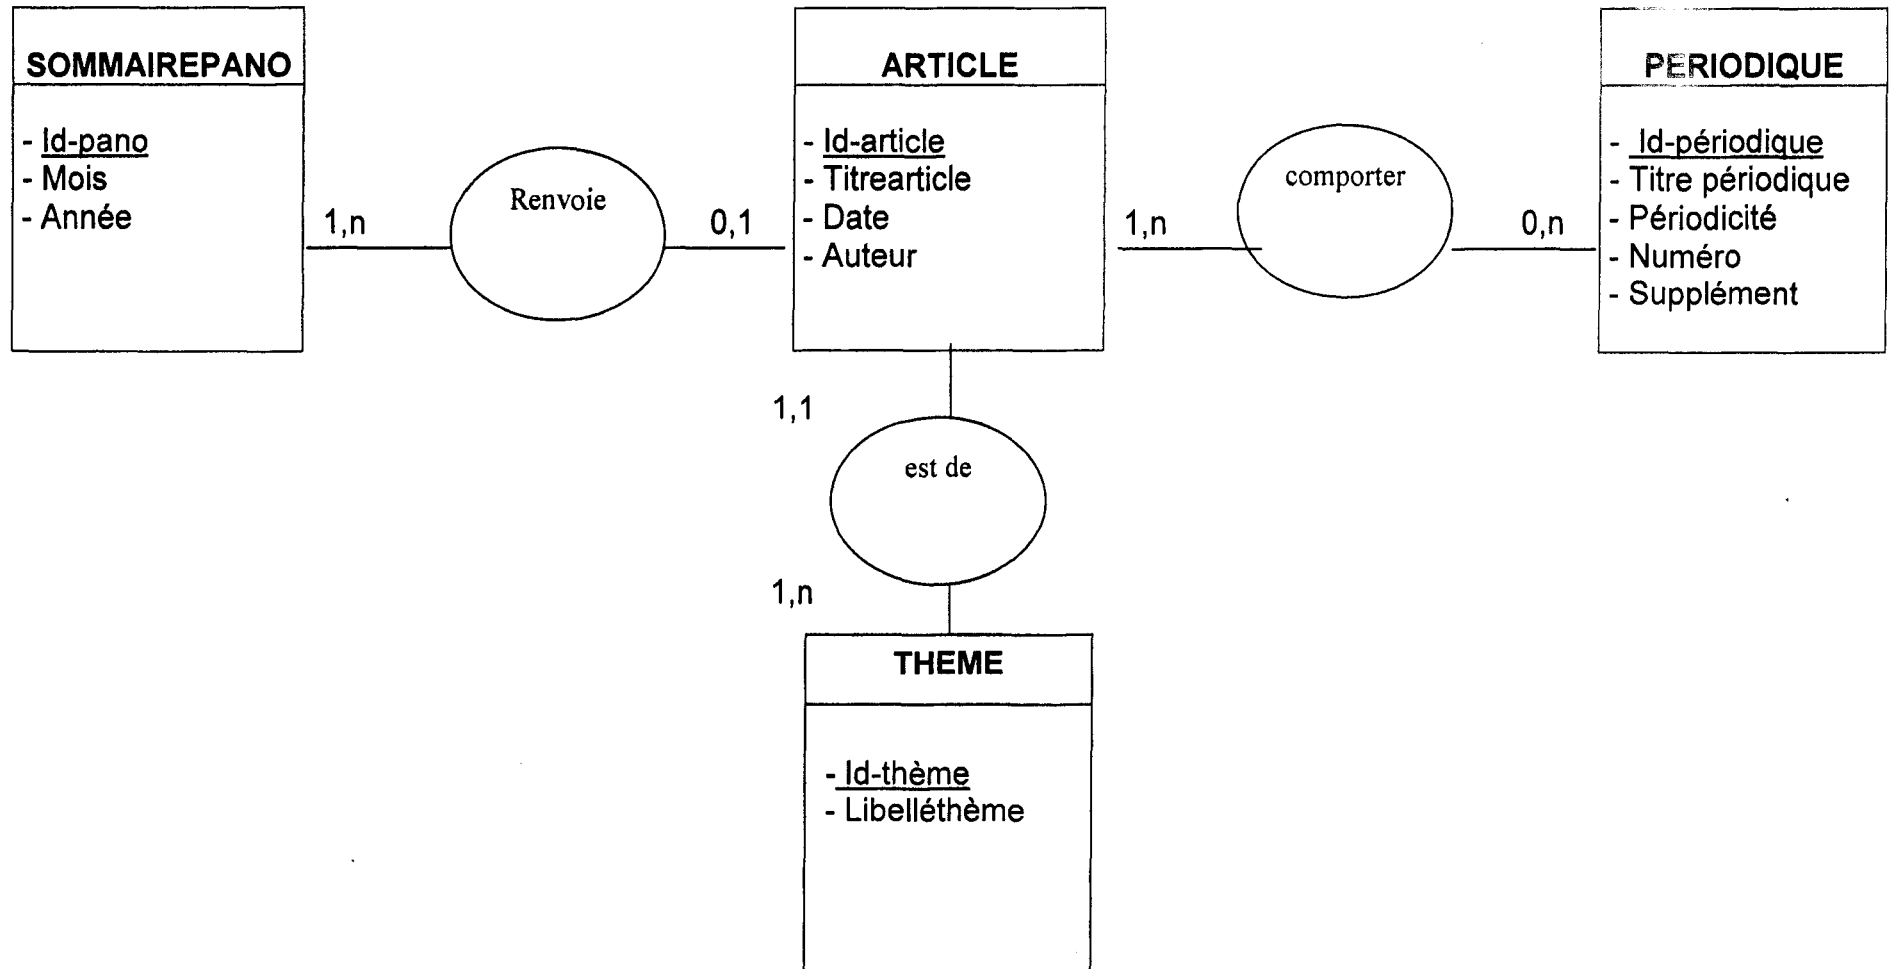 SOMMAIREPANO
- Id-pano
- Mois
- Année
1,n
Renvoie
0,1
ARTICLE
- Id-article
- Titrearticle
- Date
- Auteur
1,n
comporter
0,n
PERIODIQUE
- Id-périodique
- Titre périodique
- Périodicité
- Numéro
- Supplément
1,1
est de
1,n
THEME
- Id-thème
- Libelléthème